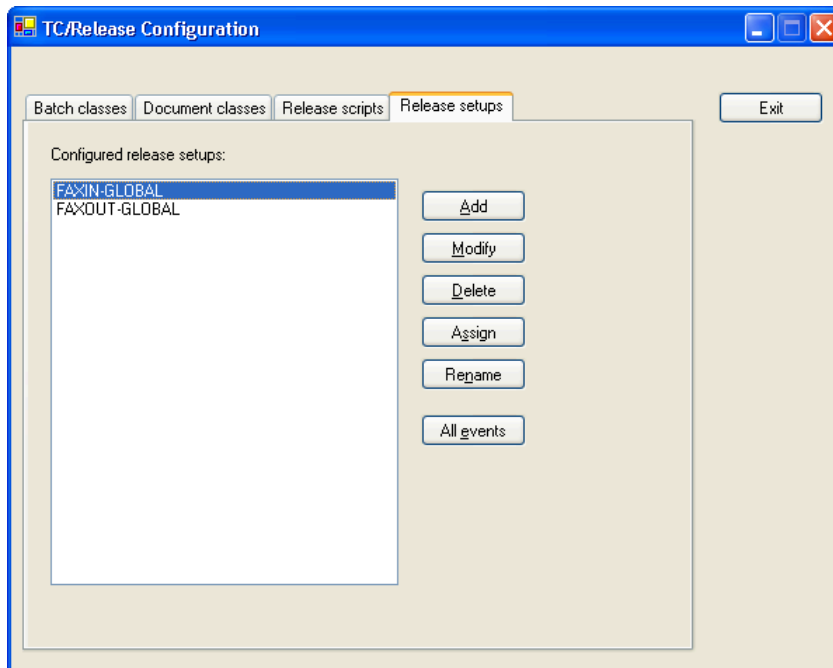 TC/Release Configuration
Batch classes Document classes Release scripts Release setups
Exit
Configured release setups:
FAXIN-GLOBAL
FAXOUT-GLOBAL
Add
Modify
Delete
Assign
Rename
All events